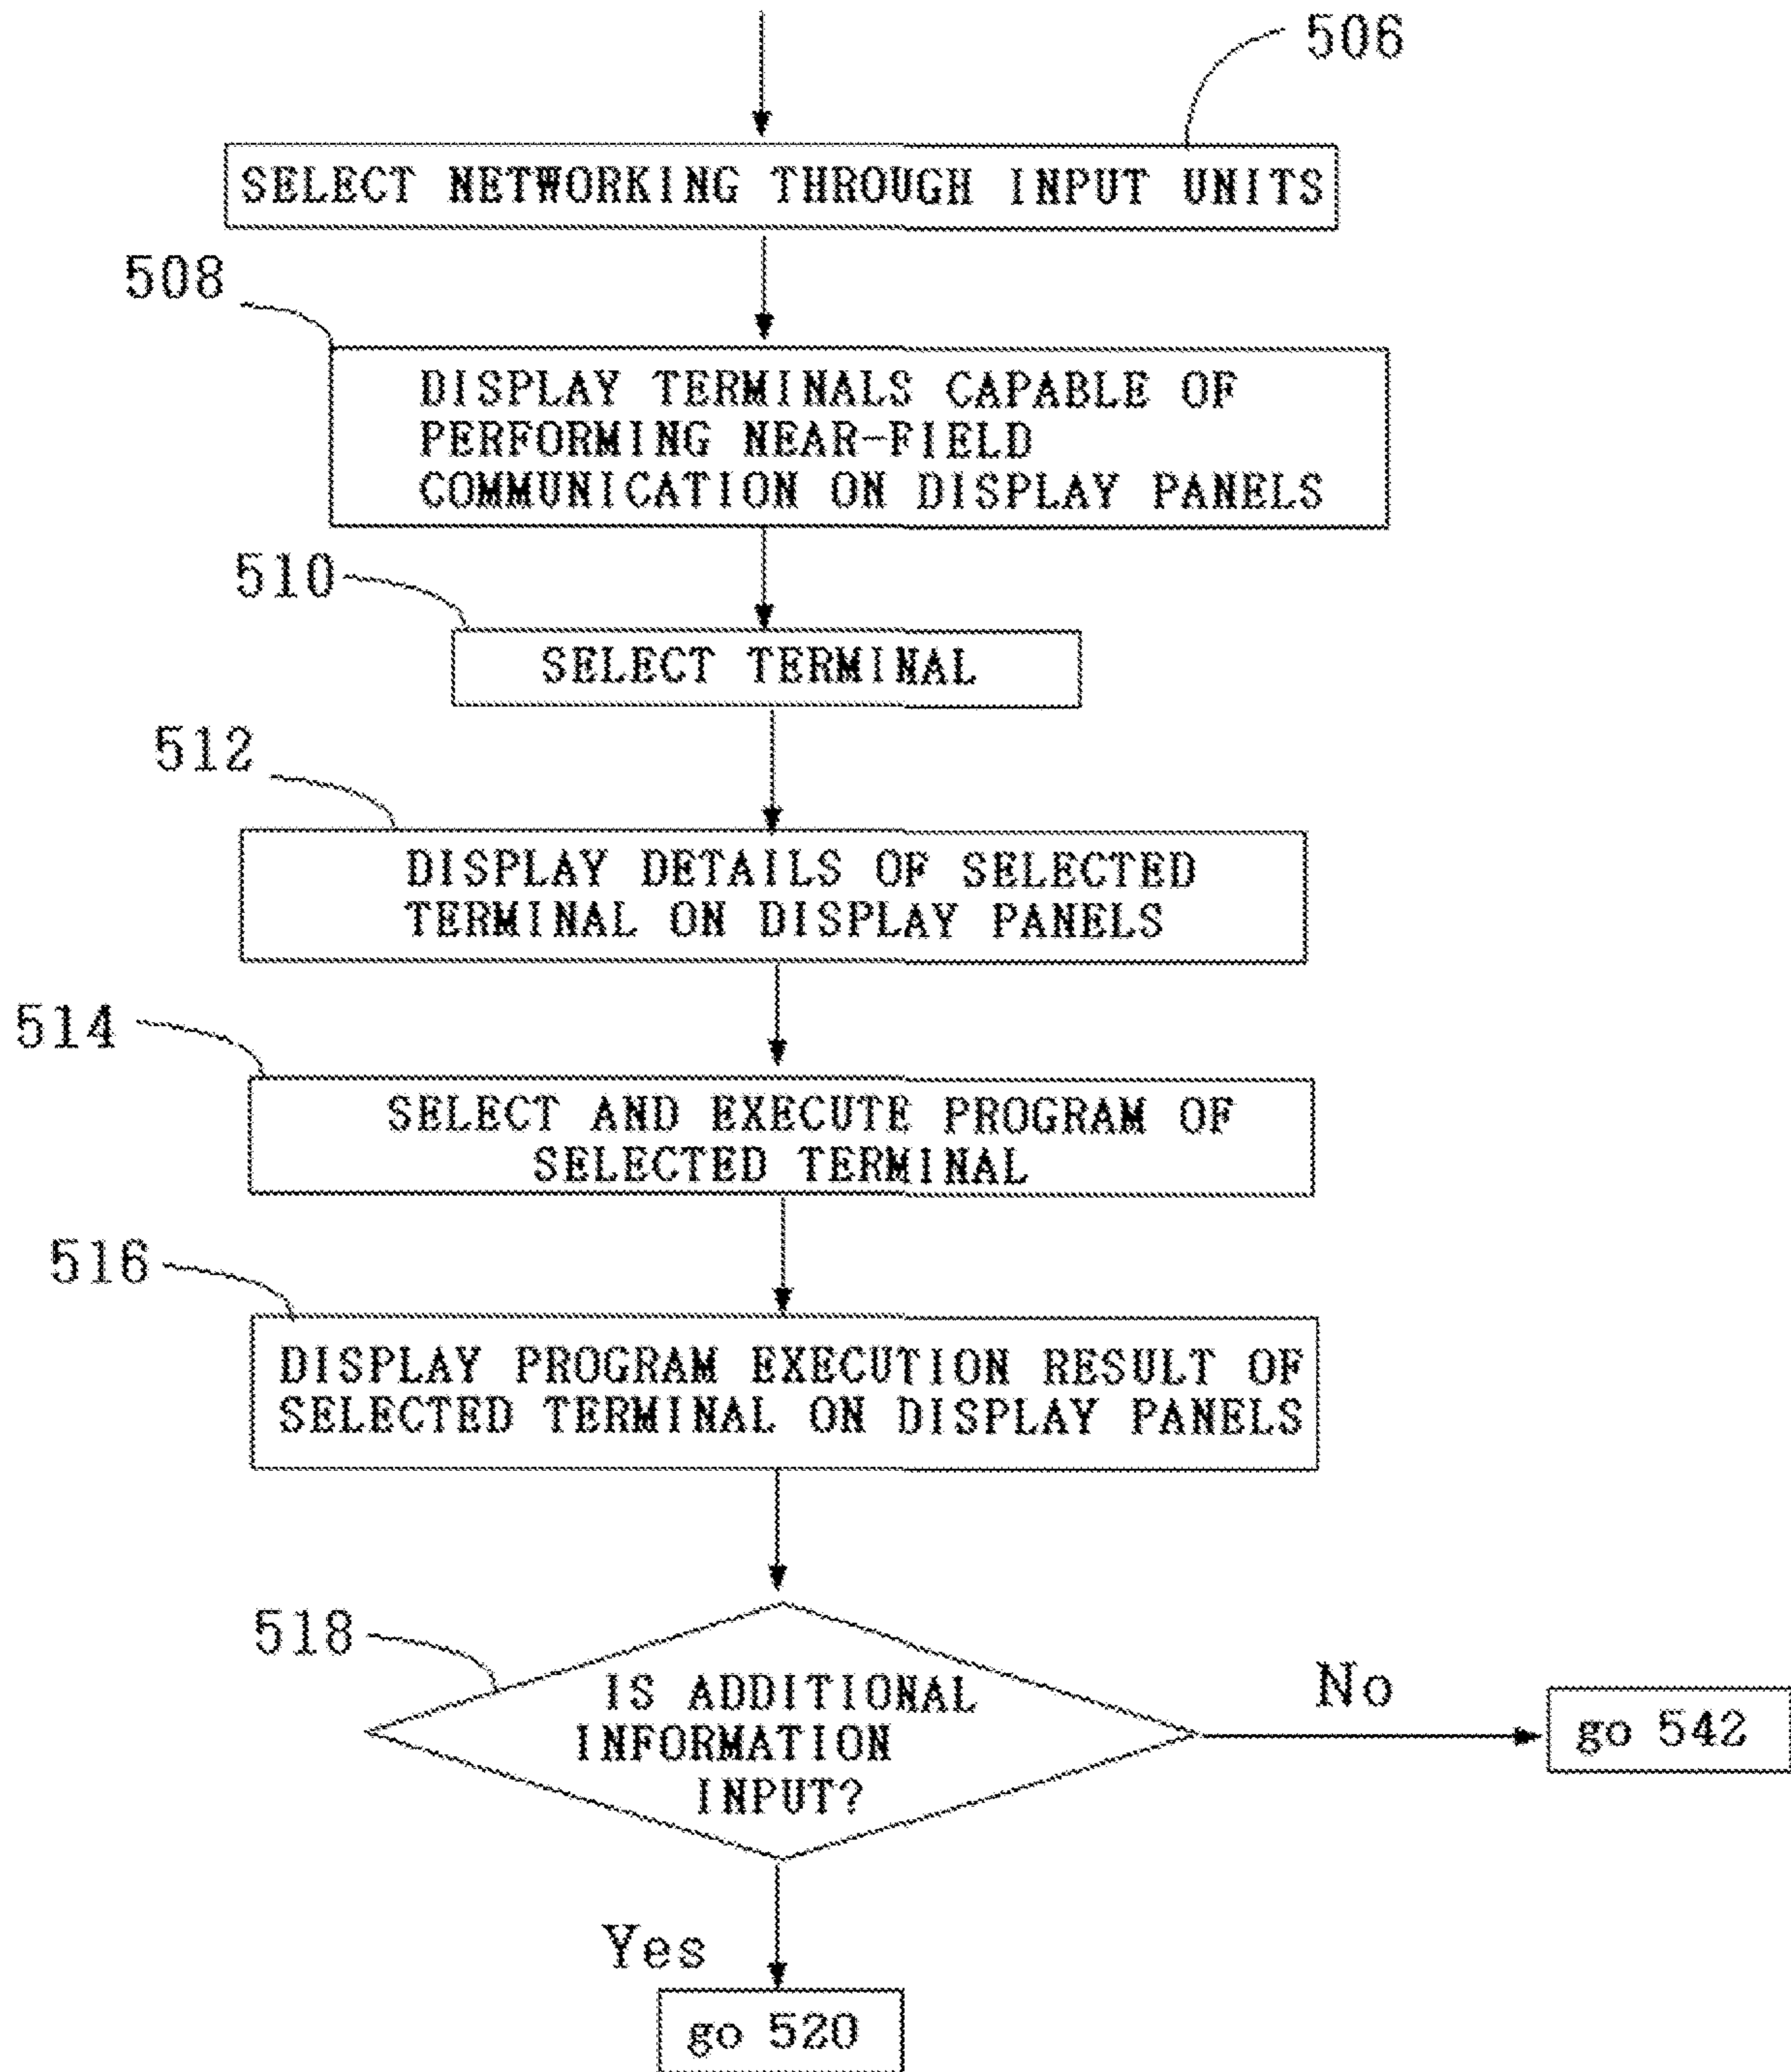 506
SELECT NETWORKING THROUGH INPUT UNITS
508
DISPLAY TERMINALS CAPABLE OF
PERFORMING NEAR-FIELD
COMMUNICATION ON DISPLAY PANELS
510
SELECT TERMINAL
512
DISPLAY DETAILS OF SELECTED
TERMINAL ON DISPLAY PANELS
514
SELECT AND EXECUTE PROGRAM OF
SELECTED TERMINAL
516
DISPLAY PROGRAM EXECUTION RESULT OF
SELECTED TERMINAL ON DISPLAY PANELS
518
IS ADDITIONAL
INFORMATION
INPUT?
No
go 542
Yes
go 520